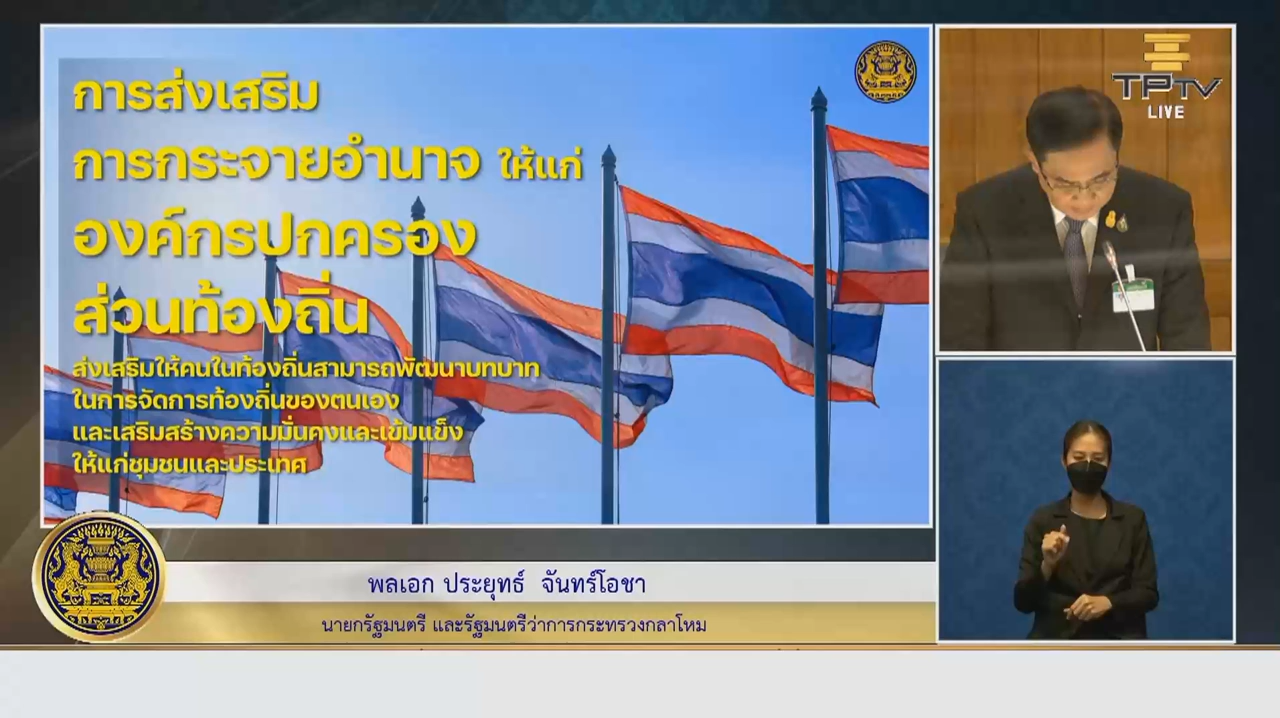 การส่งเสริม
การกระจายอำนาจ ให้แก่
องค์กรปกครอง
ส่วนท้องถิ่น
ส่งเสริมให้คนในท้องถิ่นสามารถพัฒนาบทบาท
ในการจัดการท้องถิ่นของตนเอง
และเสริมสร้างความมั่นคงและเข้มแข็ง
ให้แก่ชุมชนและประเทศ
TPTV
LIVE
พลเอก ประยุทธ์ จันทร์โอชา
นายกรัฐมนตรี และรัฐมนตรีว่าการกระทรวงกลาโหม